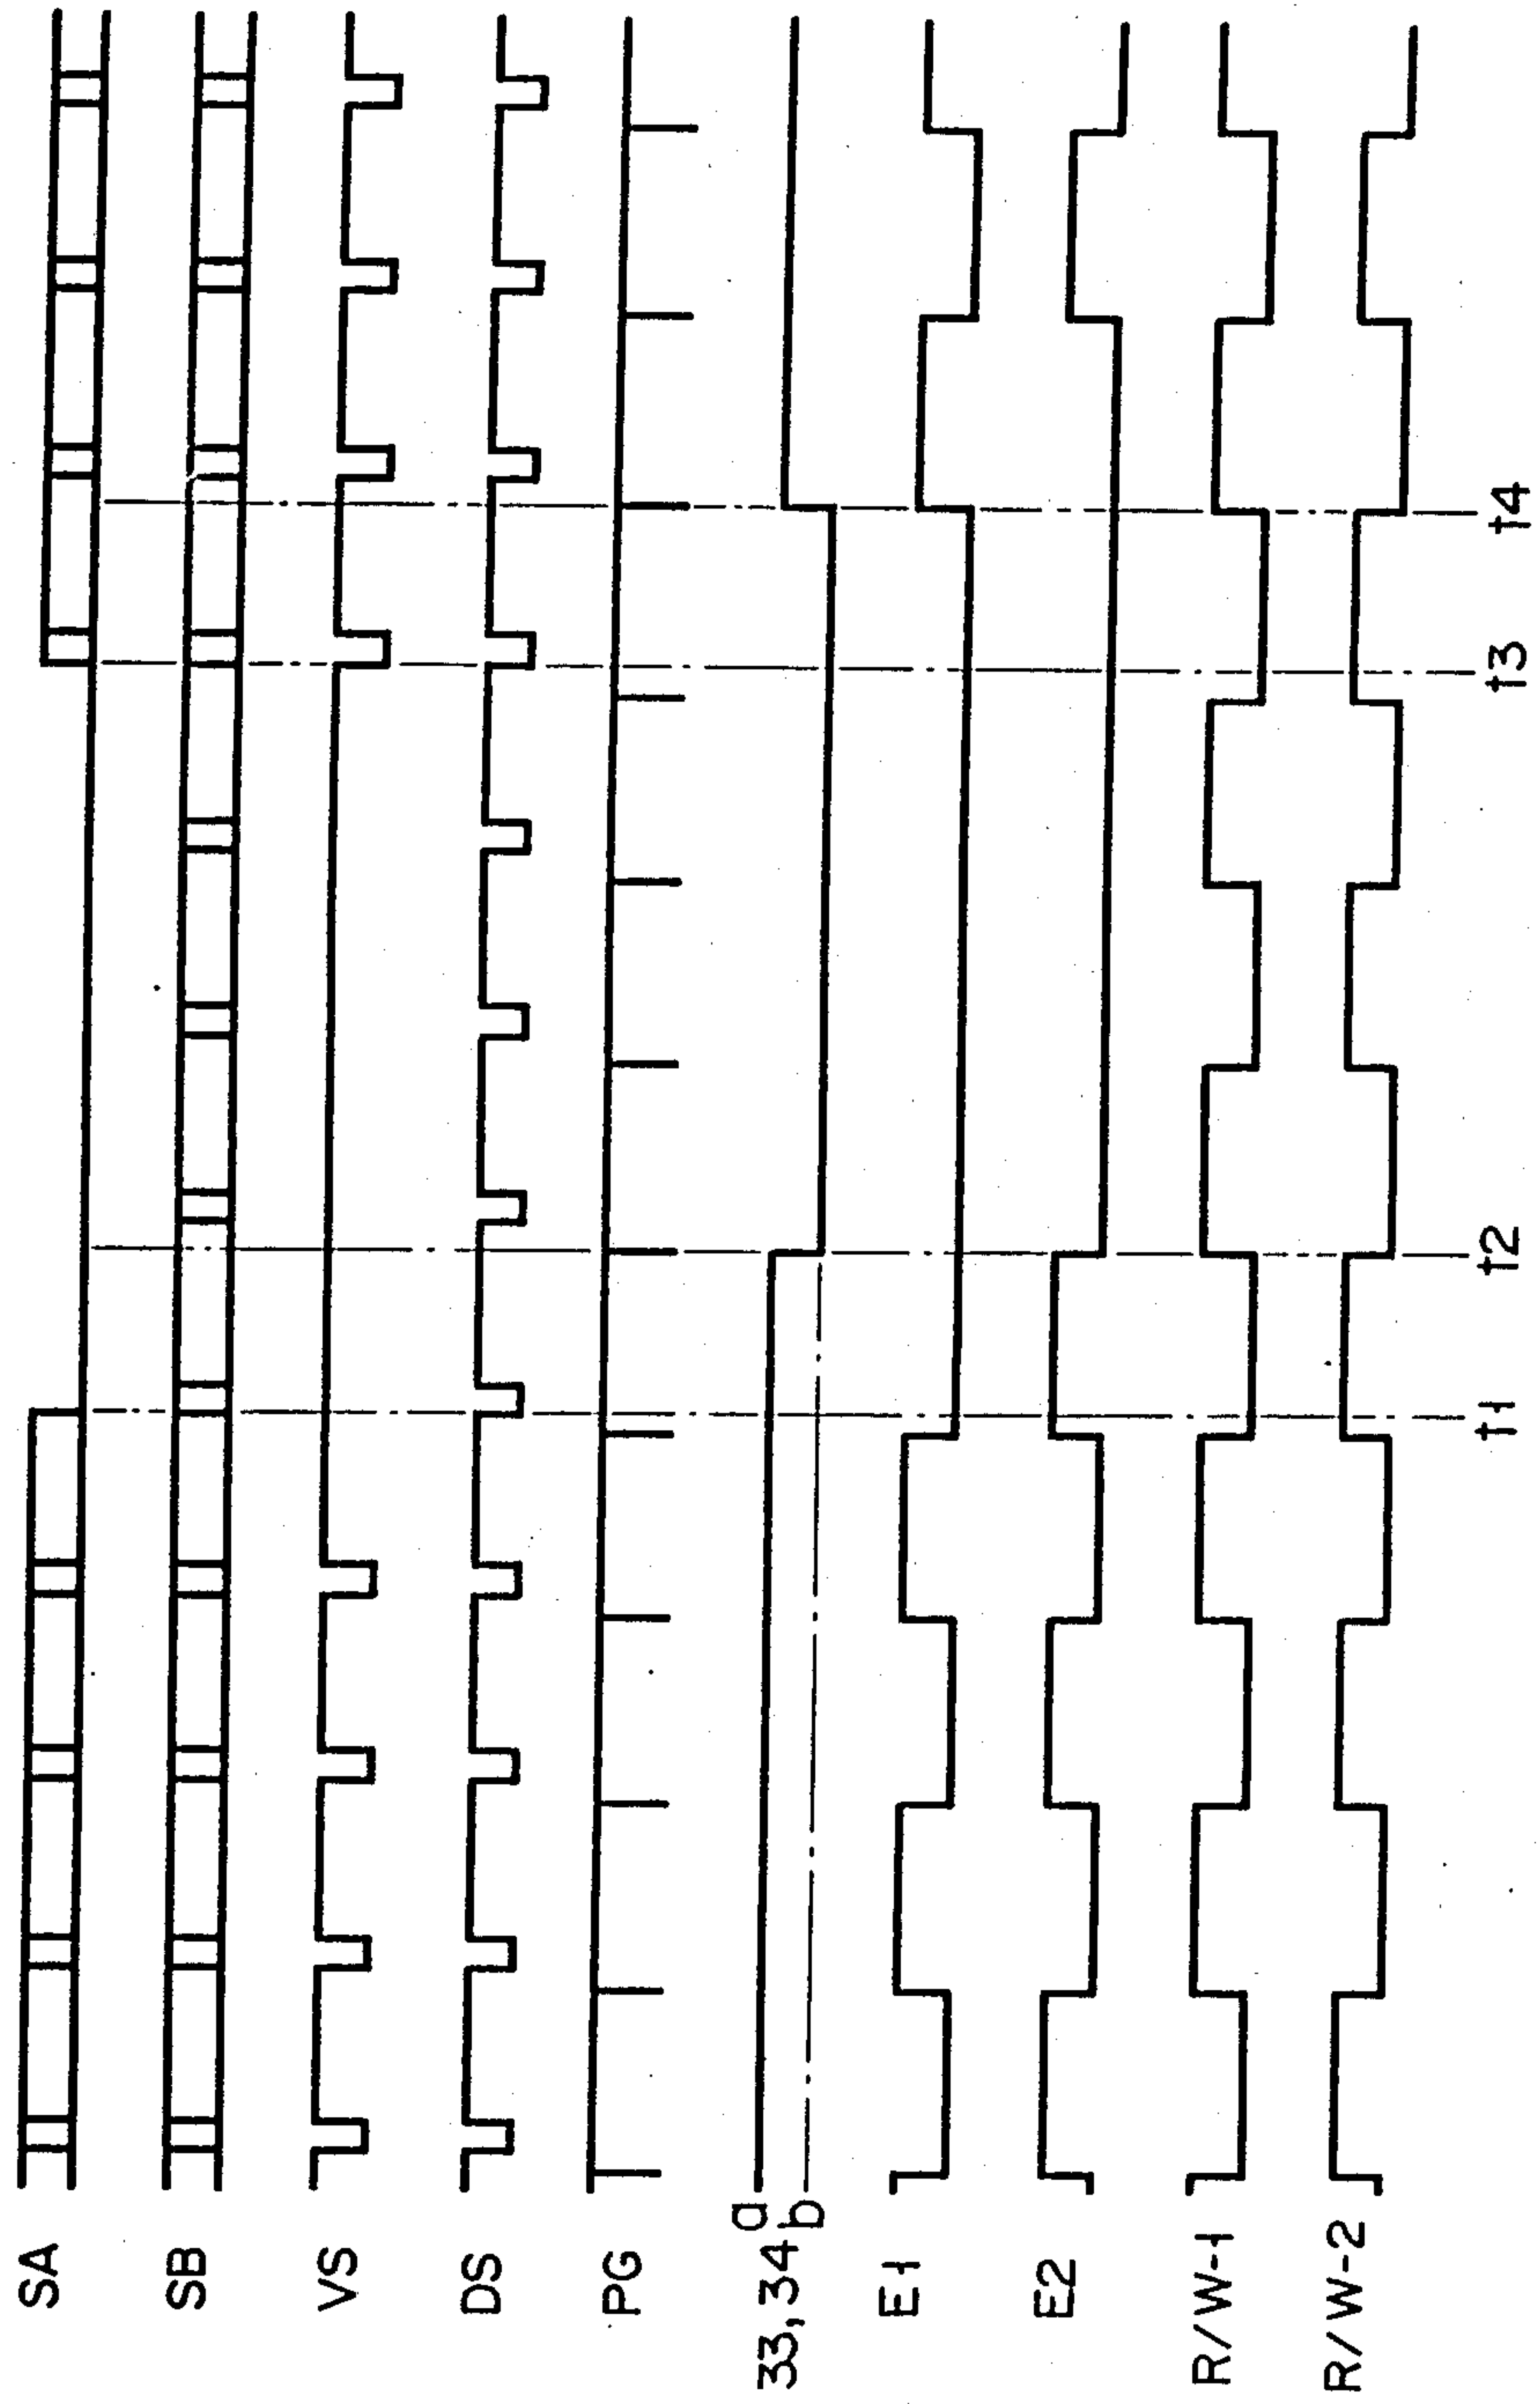 SA
SB
VS
DS
PG
33,34 a
b
E1
E2
R/W-1
R/W-2
t1 t2 t3 t4